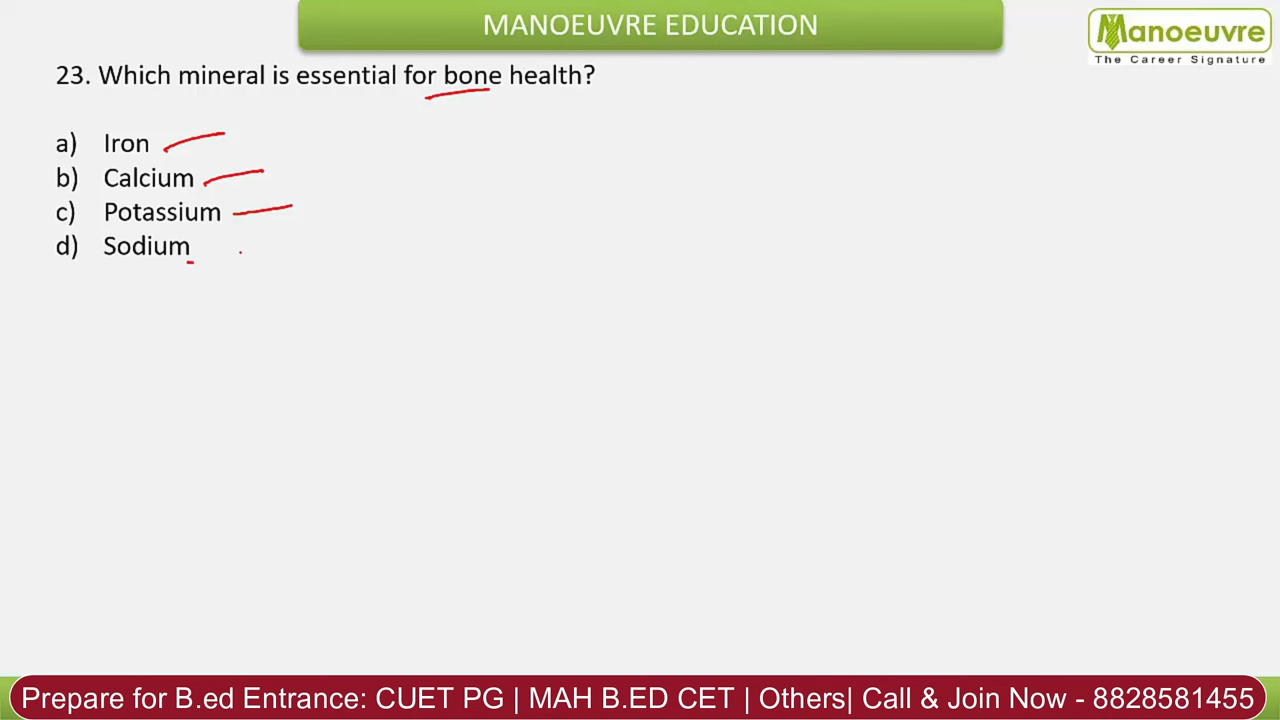 MANOEUVRE EDUCATION
Manoeuvre
The Career Signature
23. Which mineral is essential for bone health?
a) Iron
b) Calcium
c) Potassium
d) Sodium
Prepare for B.ed Entrance: CUET PG | MAH B.ED CET | Others| Call & Join Now - 8828581455